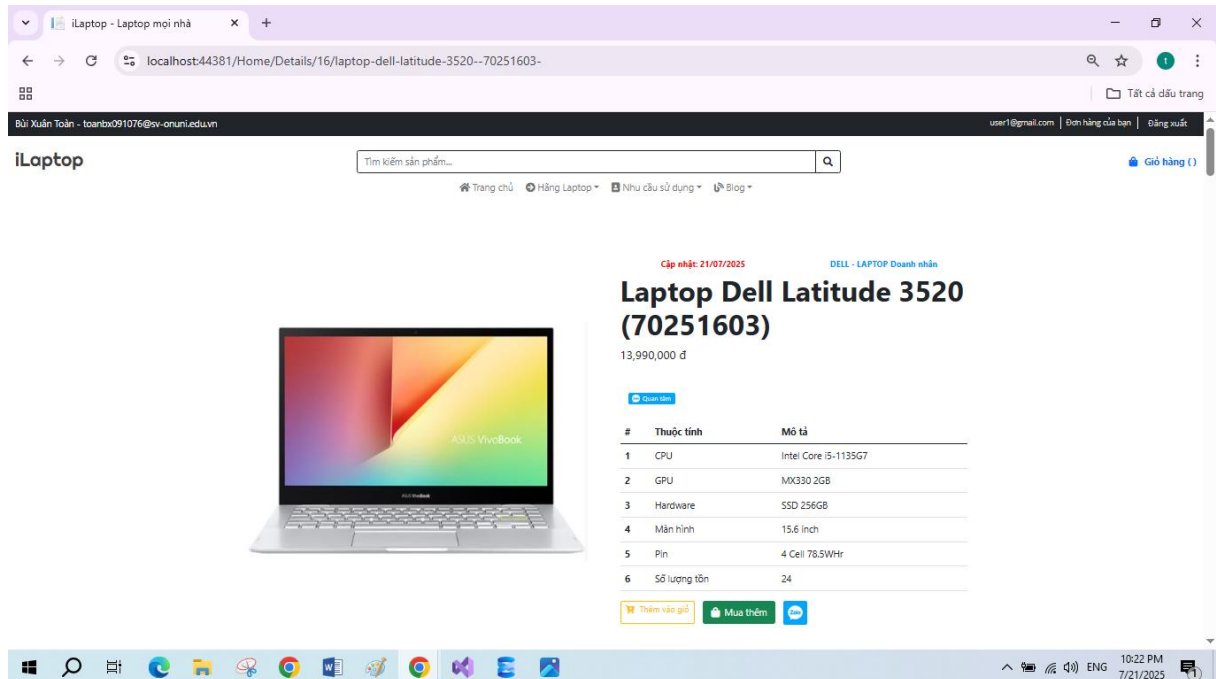 iLaptop - Laptop mọi nhà
localhost:44381/Home/Details/16/laptop-dell-latitude-3520--70251603-
t
Tất cả dấu trang
Bùi Xuân Toàn - toanbx091076@sv-onuni.edu.vn
user1@gmail.com | Đơn hàng của bạn | Đăng xuất
iLaptop
Tìm kiếm sản phẩm...
Giỏ hàng ( )
Trang chủ Hãng Laptop Nhu cầu sử dụng Blog
Cập nhật: 21/07/2025 DELL - LAPTOP Doanh nhân
Laptop Dell Latitude 3520
(70251603)
13,990,000 đ
Quan tâm
ASUS VivoBook
ASUS VivoBook
# Thuộc tính Mô tả
1 CPU Intel Core i5-1135G7
2 GPU MX330 2GB
3 Hardware SSD 256GB
4 Màn hình 15.6 inch
5 Pin 4 Cell 78.5WHr
6 Số lượng tồn 24
Thêm vào giỏ Mua thêm Zalo
ENG 10:22 PM
7/21/2025 1